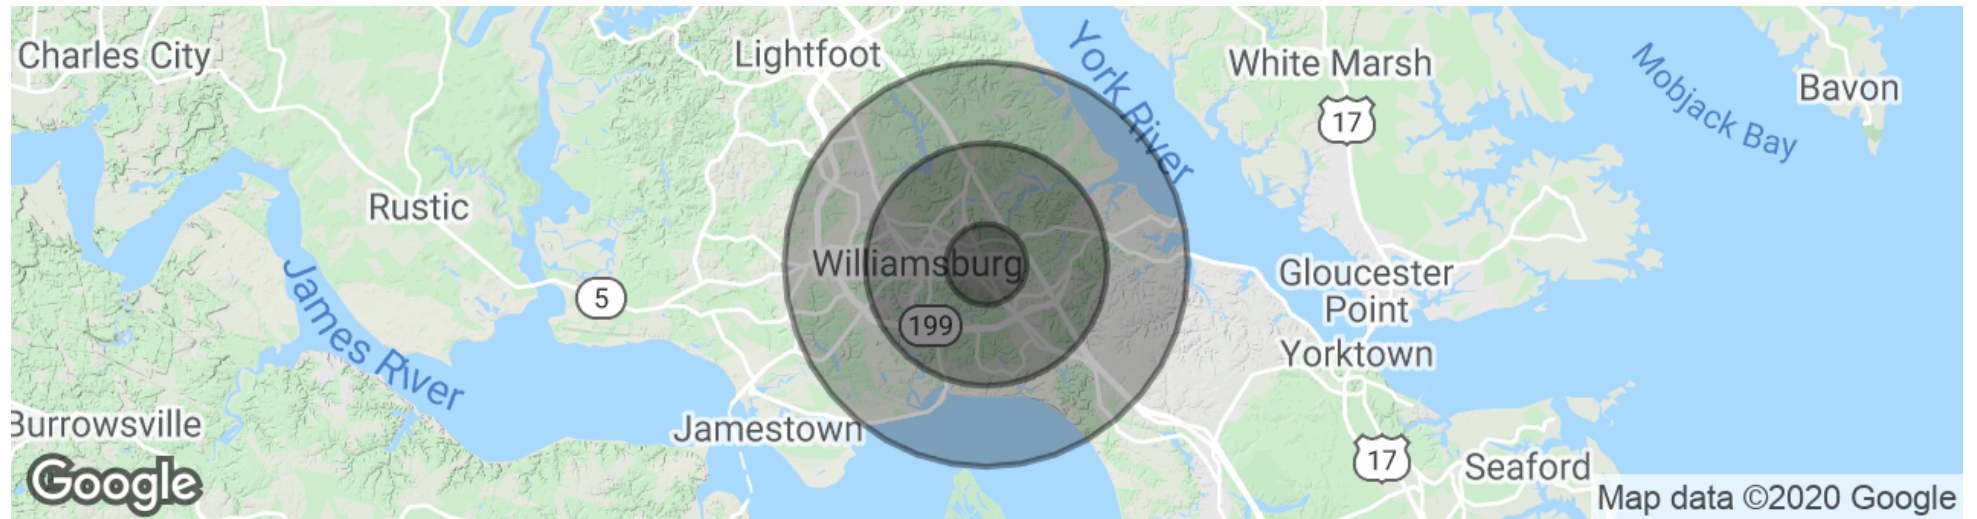 Charles City
Lightfoot
York River
White Marsh
17
Mobjack Bay
Bavon
Rustic
Williamsburg
James River
5
199
Gloucester
Point
Yorktown
Burrowsville
Jamestown
17
Seaford
Google
Map data ©2020 Google